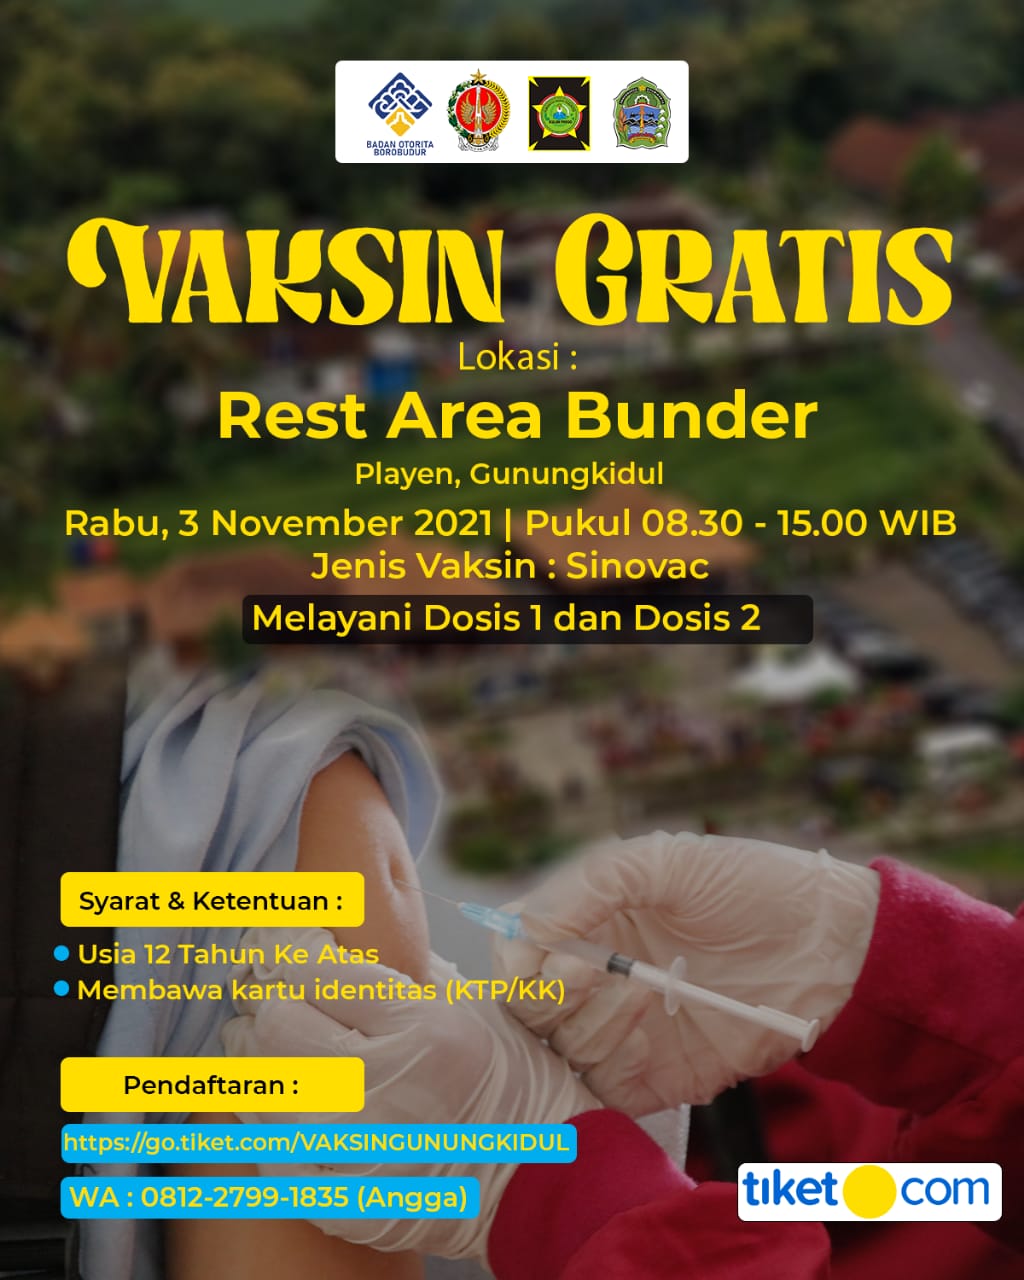 BADAN OTORITA
BOROBUDUR
VAKSIN GRATIS
Lokasi :
Rest Area Bunder
Playen, Gunungkidul
Rabu, 3 November 2021 | Pukul 08.30 - 15.00 WIB
Jenis Vaksin : Sinovac
Melayani Dosis 1 dan Dosis 2
Syarat & Ketentuan :
Usia 12 Tahun Ke Atas
Membawa kartu identitas (KTP/KK)
Pendaftaran :
https://go.tiket.com/VAKSINGUNUNGKIDUL
WA : 0812-2799-1835 (Angga)
tiket com